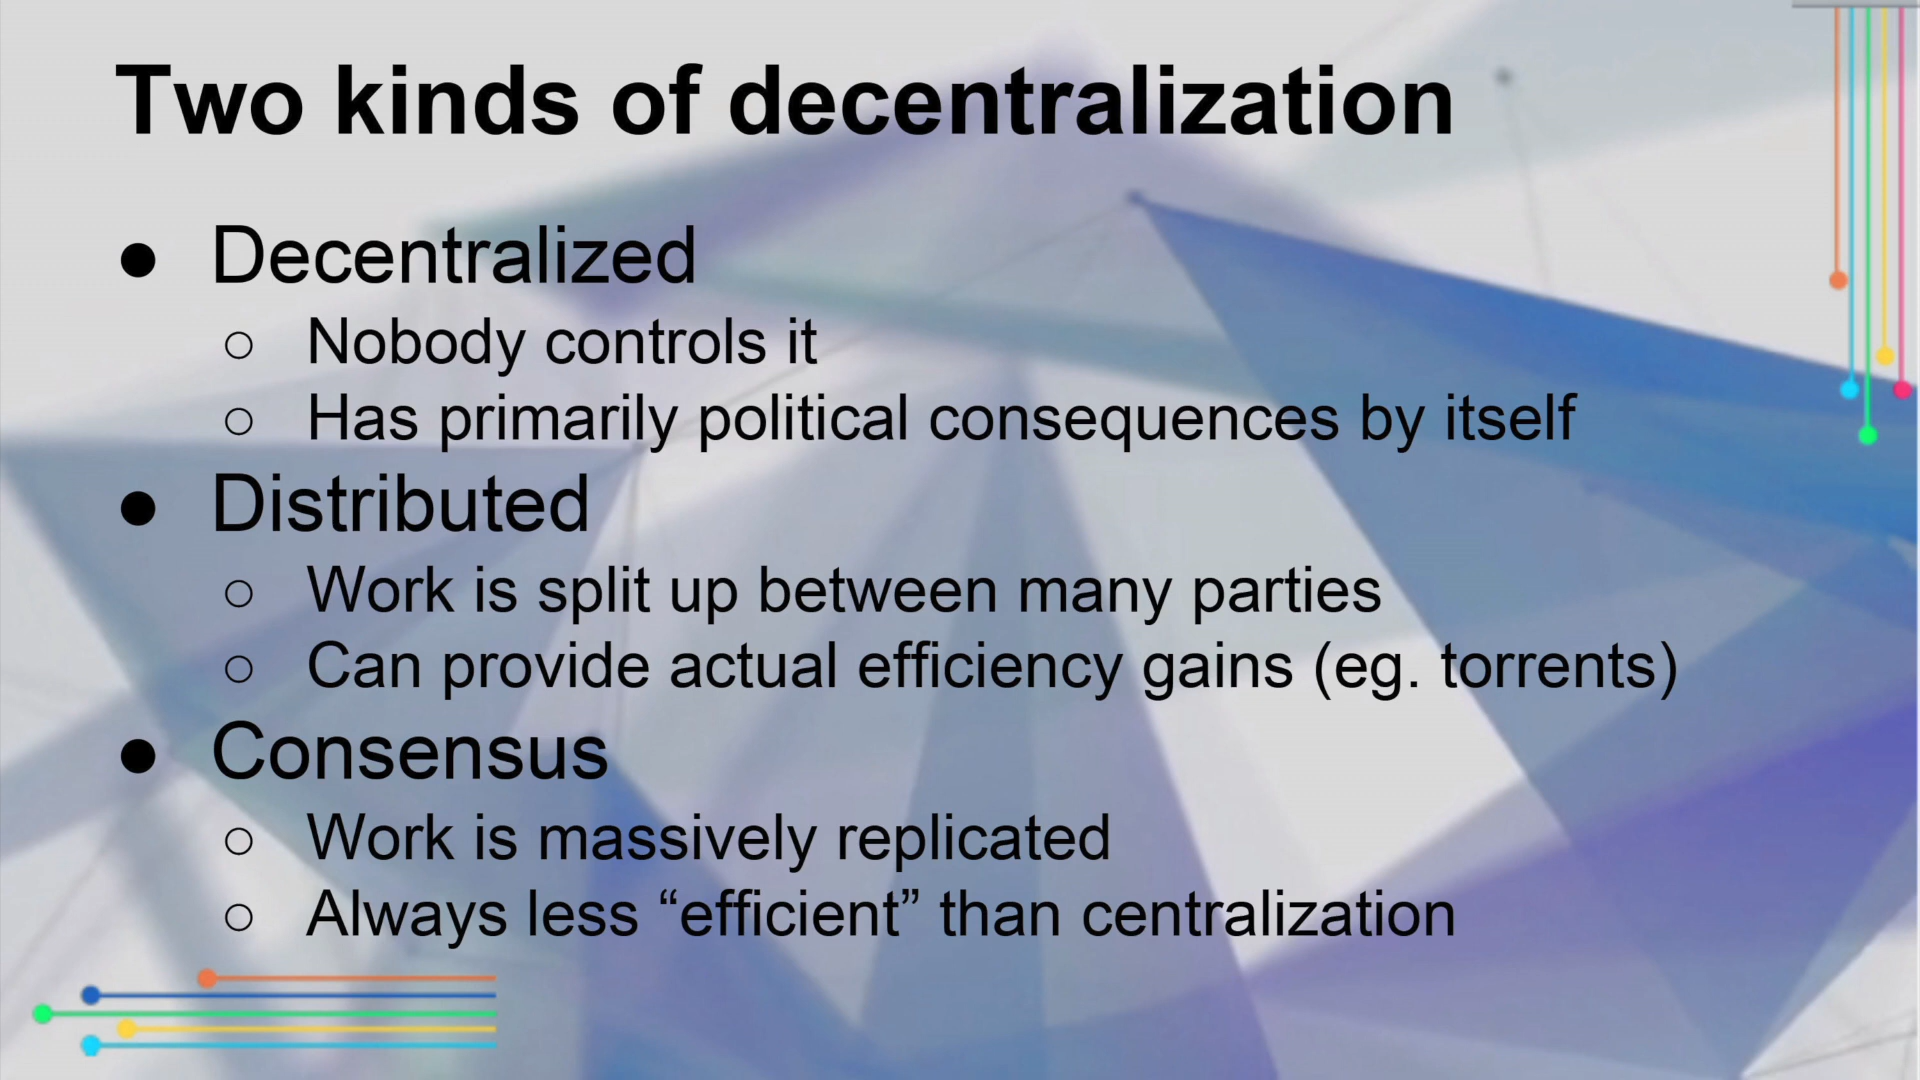 Two kinds of decentralization
● Decentralized
○ Nobody controls it
○ Has primarily political consequences by itself
● Distributed
○ Work is split up between many parties
○ Can provide actual efficiency gains (eg. torrents)
● Consensus
○ Work is massively replicated
○ Always less “efficient” than centralization